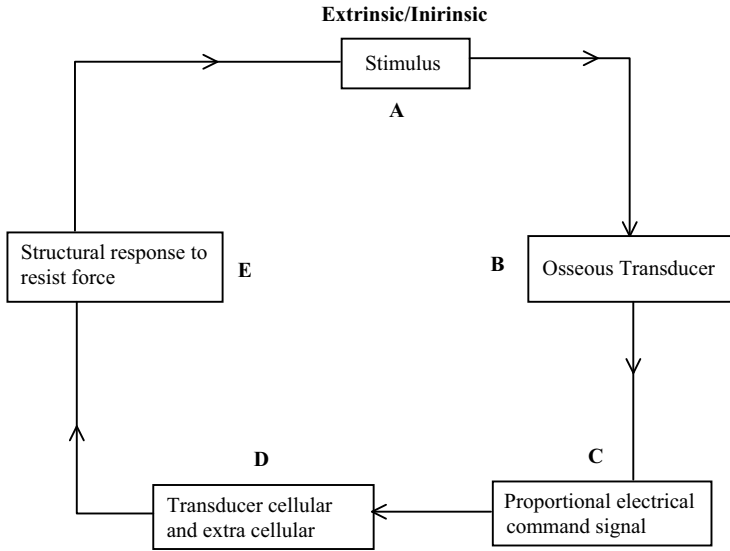 Extrinsic/Inirinsic
Stimulus
A
Structural response to
resist force
E
B
Osseous Transducer
D
C
Transducer cellular
and extra cellular
Proportional electrical
command signal